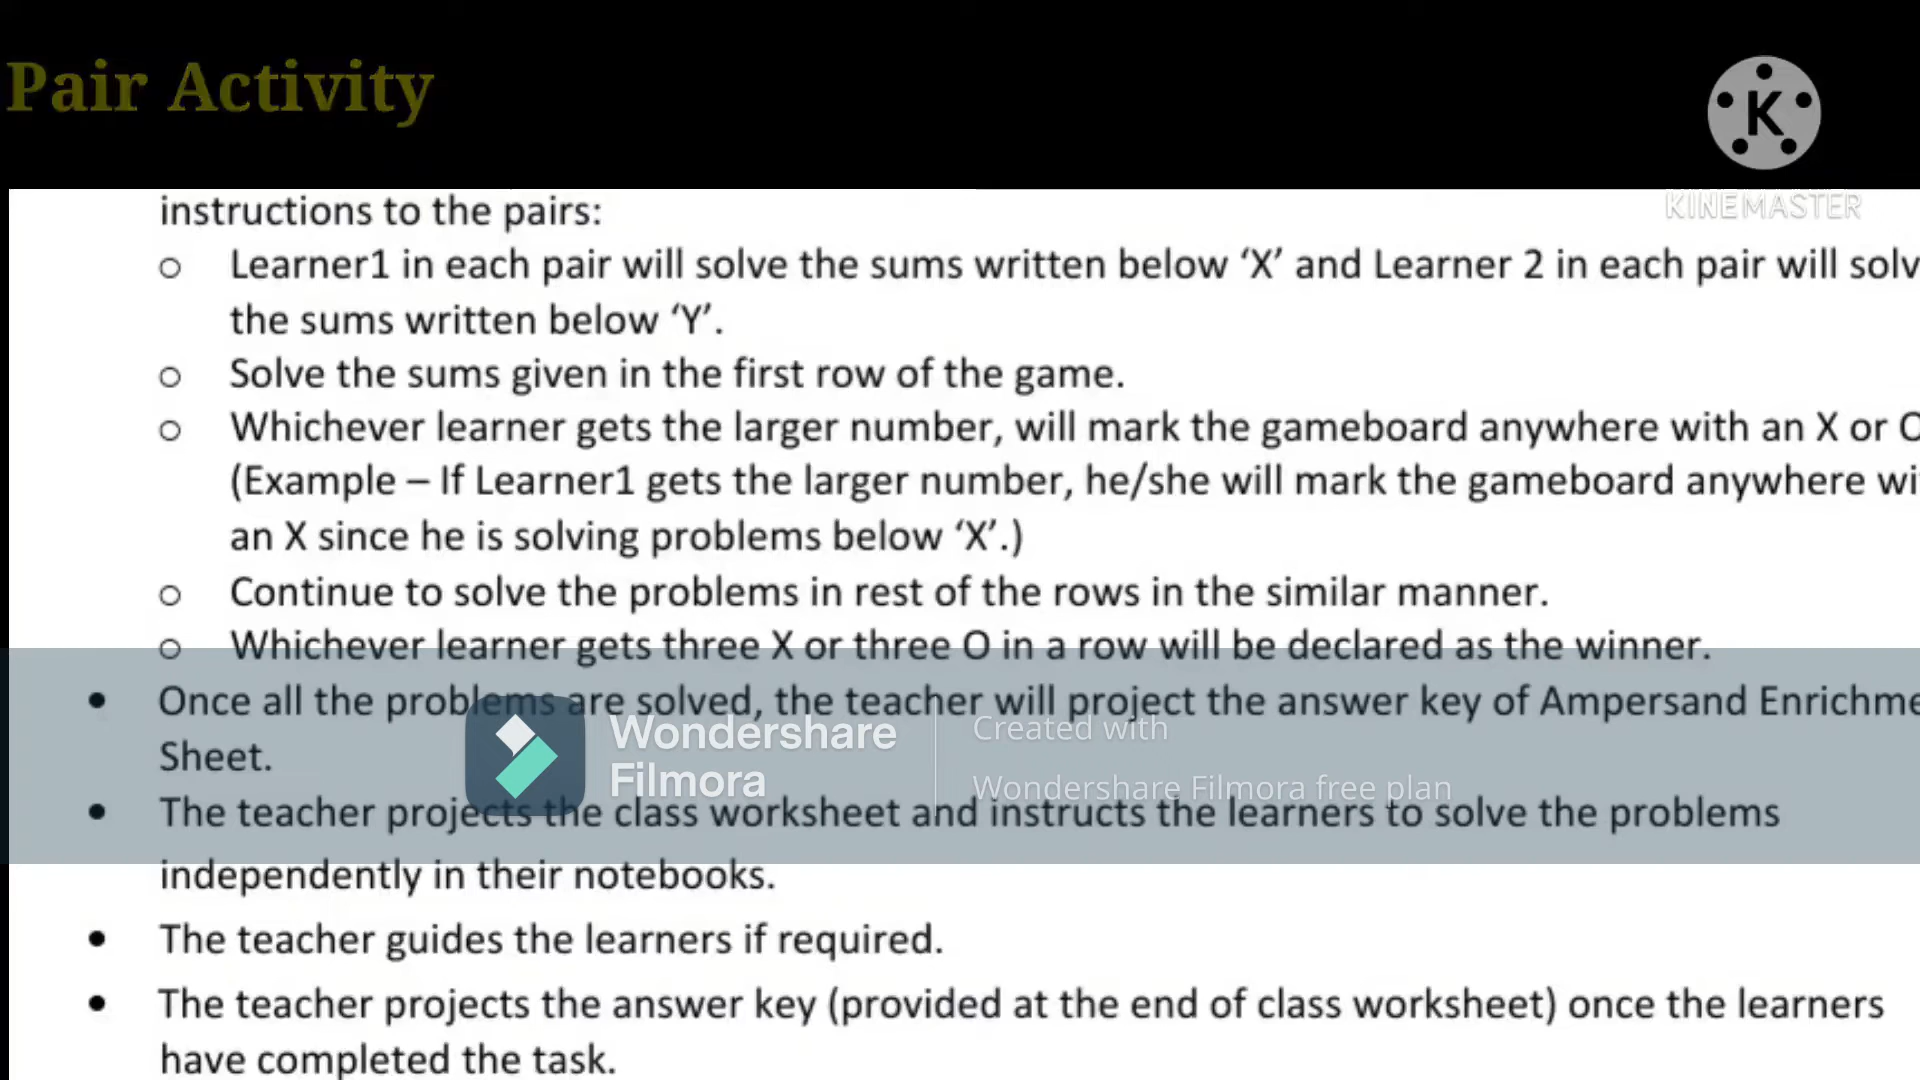 Pair Activity
K
KINEMASTER
instructions to the pairs:
o Learner1 in each pair will solve the sums written below ‘X’ and Learner 2 in each pair will solv
the sums written below ‘Y’.
o Solve the sums given in the first row of the game.
o Whichever learner gets the larger number, will mark the gameboard anywhere with an X or O
(Example – If Learner1 gets the larger number, he/she will mark the gameboard anywhere wi
an X since he is solving problems below ‘X’.)
o Continue to solve the problems in rest of the rows in the similar manner.
o Whichever learner gets three X or three O in a row will be declared as the winner.
• Once all the problems are solved, the teacher will project the answer key of Ampersand Enrichme
Sheet.
Wondershare
Filmora
Created with
Wondershare Filmora free plan
• The teacher projects the class worksheet and instructs the learners to solve the problems
independently in their notebooks.
• The teacher guides the learners if required.
• The teacher projects the answer key (provided at the end of class worksheet) once the learners
have completed the task.